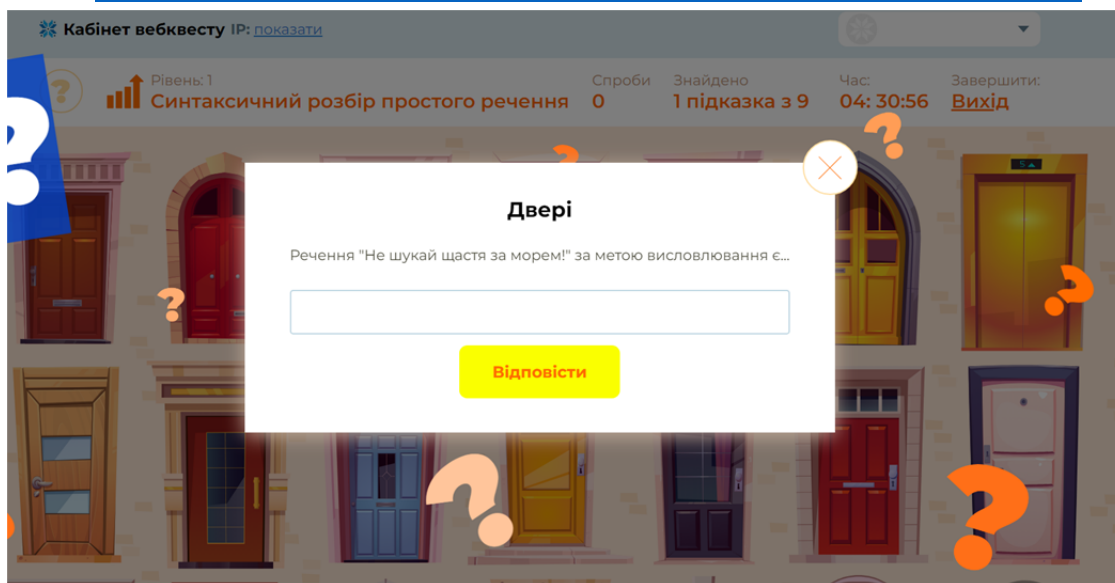 Кабінет вебквесту IP: показати
Рівень: 1
Синтаксичний розбір простого речення
Спроби
0
Знайдено
1 підказка з 9
Час:
04: 30:56
Завершити:
Вихід
?
5
Двері
Речення "Не шукай щастя за морем!" за метою висловлювання є...
Відповісти